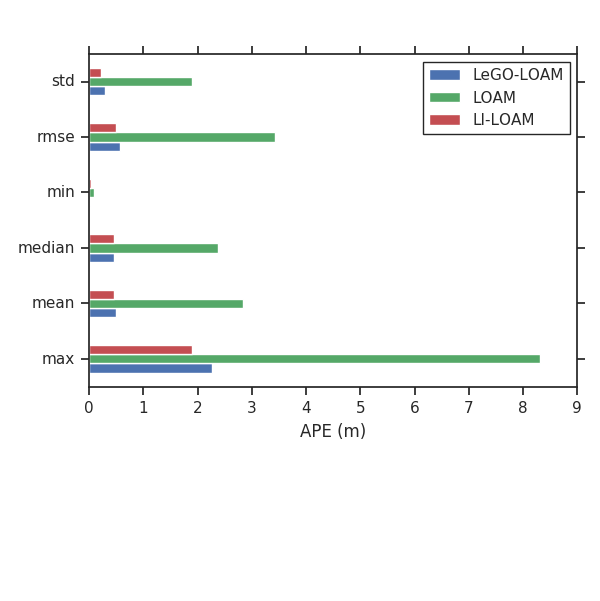 std
rmse
min
median
mean
max
LeGO-LOAM
LOAM
LI-LOAM
0 1 2 3 4 5 6 7 8 9
APE (m)